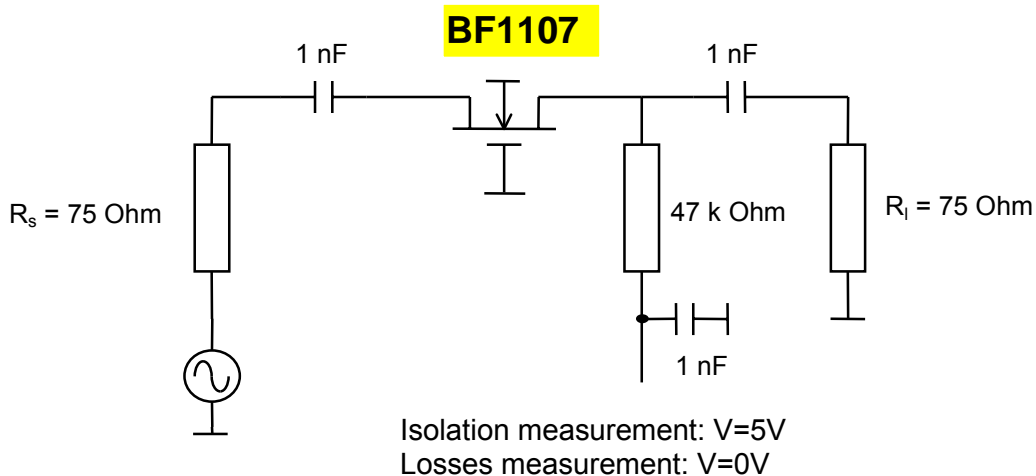 BF1107
1 nF
1 nF
Rs = 75 Ohm
47 k Ohm
Rl = 75 Ohm
1 nF
Isolation measurement: V=5V
Losses measurement: V=0V